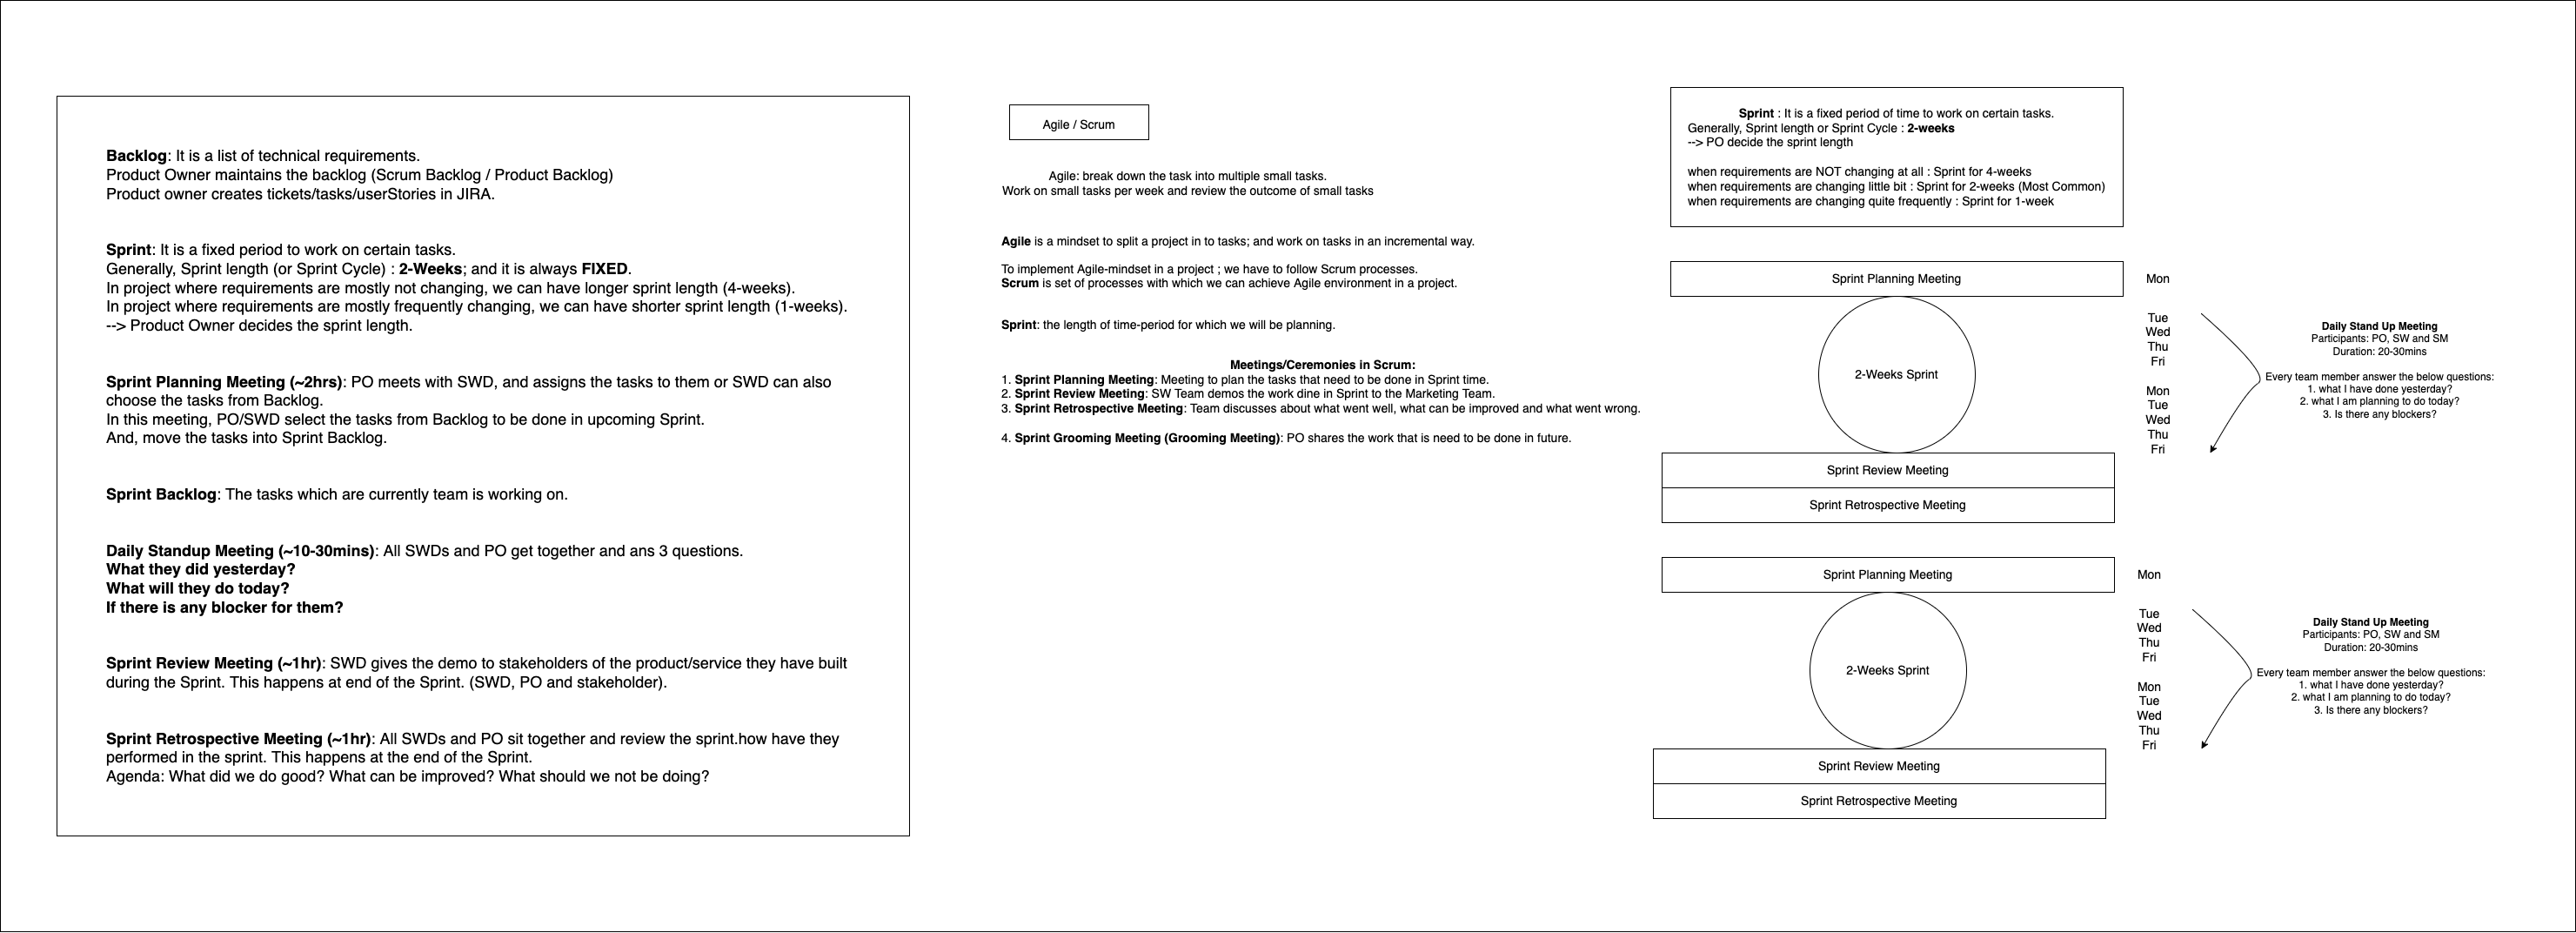 Backlog: It is a list of technical requirements.
Product Owner maintains the backlog (Scrum Backlog / Product Backlog)
Product owner creates tickets/tasks/userStories in JIRA.
Sprint: It is a fixed period to work on certain tasks.
Generally, Sprint length (or Sprint Cycle) : 2-Weeks; and it is always FIXED.
In project where requirements are mostly not changing, we can have longer sprint length (4-weeks).
In project where requirements are mostly frequently changing, we can have shorter sprint length (1-weeks).
--> Product Owner decides the sprint length.
Sprint Planning Meeting (~2hrs): PO meets with SWD, and assigns the tasks to them or SWD can also
choose the tasks from Backlog.
In this meeting, PO/SWD select the tasks from Backlog to be done in upcoming Sprint.
And, move the tasks into Sprint Backlog.
Sprint Backlog: The tasks which are currently team is working on.
Daily Standup Meeting (~10-30mins): All SWDs and PO get together and ans 3 questions.
What they did yesterday?
What will they do today?
If there is any blocker for them?
Sprint Review Meeting (~1hr): SWD gives the demo to stakeholders of the product/service they have built
during the Sprint. This happens at end of the Sprint. (SWD, PO and stakeholder).
Sprint Retrospective Meeting (~1hr): All SWDs and PO sit together and review the sprint.how have they
performed in the sprint. This happens at the end of the Sprint.
Agenda: What did we do good? What can be improved? What should we not be doing?
Agile / Scrum
Agile: break down the task into multiple small tasks.
Work on small tasks per week and review the outcome of small tasks
Agile is a mindset to split a project in to tasks; and work on tasks in an incremental way.
To implement Agile-mindset in a project ; we have to follow Scrum processes.
Scrum is set of processes with which we can achieve Agile environment in a project.
Sprint: the length of time-period for which we will be planning.
Meetings/Ceremonies in Scrum:
1. Sprint Planning Meeting: Meeting to plan the tasks that need to be done in Sprint time.
2. Sprint Review Meeting: SW Team demos the work dine in Sprint to the Marketing Team.
3. Sprint Retrospective Meeting: Team discusses about what went well, what can be improved and what went wrong.
4. Sprint Grooming Meeting (Grooming Meeting): PO shares the work that is need to be done in future.
Sprint : It is a fixed period of time to work on certain tasks.
Generally, Sprint length or Sprint Cycle : 2-weeks
--> PO decide the sprint length
when requirements are NOT changing at all : Sprint for 4-weeks
when requirements are changing little bit : Sprint for 2-weeks (Most Common)
when requirements are changing quite frequently : Sprint for 1-week
Sprint Planning Meeting
Mon
2-Weeks Sprint
Tue
Wed
Thu
Fri
Mon
Tue
Wed
Thu
Fri
Daily Stand Up Meeting
Participants: PO, SW and SM
Duration: 20-30mins
Every team member answer the below questions:
1. what I have done yesterday?
2. what I am planning to do today?
3. Is there any blockers?
Sprint Review Meeting
Sprint Retrospective Meeting
Sprint Planning Meeting
Mon
2-Weeks Sprint
Tue
Wed
Thu
Fri
Mon
Tue
Wed
Thu
Fri
Daily Stand Up Meeting
Participants: PO, SW and SM
Duration: 20-30mins
Every team member answer the below questions:
1. what I have done yesterday?
2. what I am planning to do today?
3. Is there any blockers?
Sprint Review Meeting
Sprint Retrospective Meeting